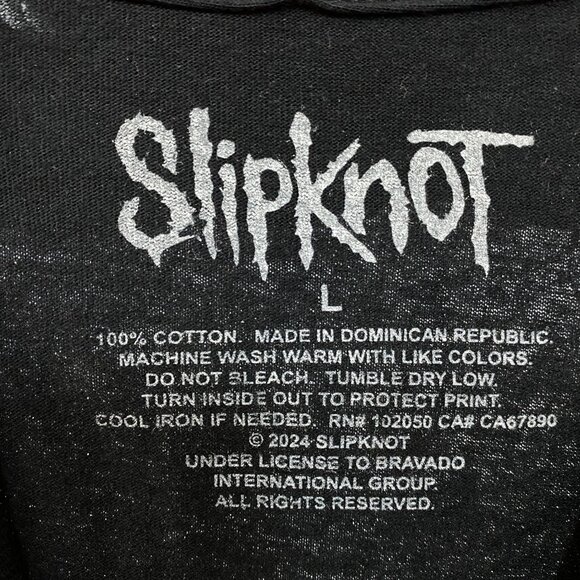 SlipknoT
L
100% COTTON. MADE IN DOMINICAN REPUBLIC.
MACHINE WASH WARM WITH LIKE COLORS.
DO NOT BLEACH. TUMBLE DRY LOW.
TURN INSIDE OUT TO PROTECT PRINT.
COOL IRON IF NEEDED. RN# 102050 CA# CA67890
© 2024 SLIPKNOT
UNDER LICENSE TO BRAVADO
INTERNATIONAL GROUP.
ALL RIGHTS RESERVED.